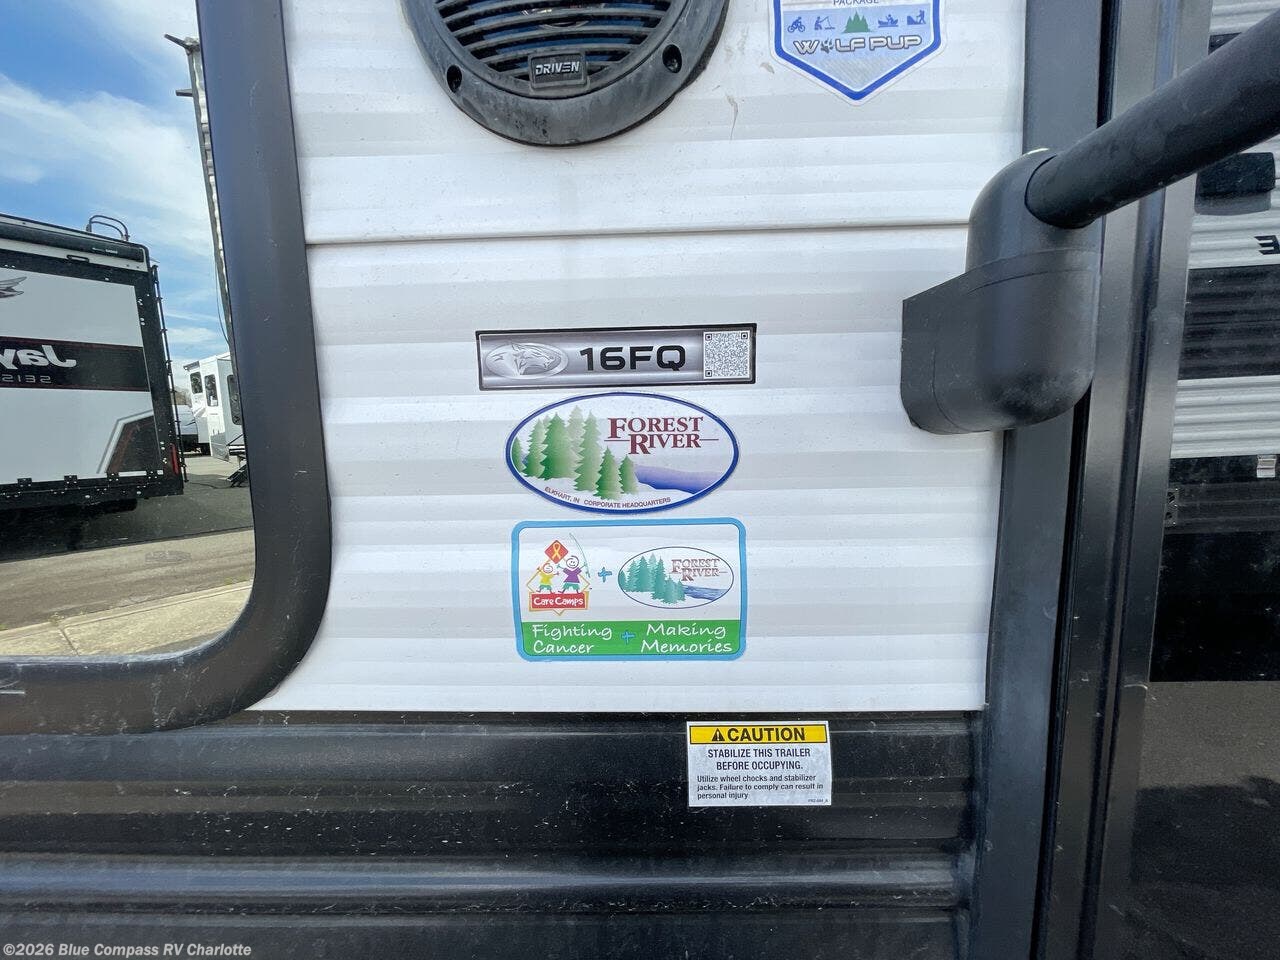 PACKAGE
WOLF PUP
DRIVEN
16FQ
FOREST
RIVER
ELKHART, IN CORPORATE HEADQUARTERS
Care Camps
+
FOREST
RIVER
Fighting
Cancer
+
Making
Memories
CAUTION
STABILIZE THIS TRAILER
BEFORE OCCUPYING.
Utilize wheel chocks and stabilizer
jacks. Failure to comply can result in
personal injury
Jay
SEIS
©2026 Blue Compass RV Charlotte